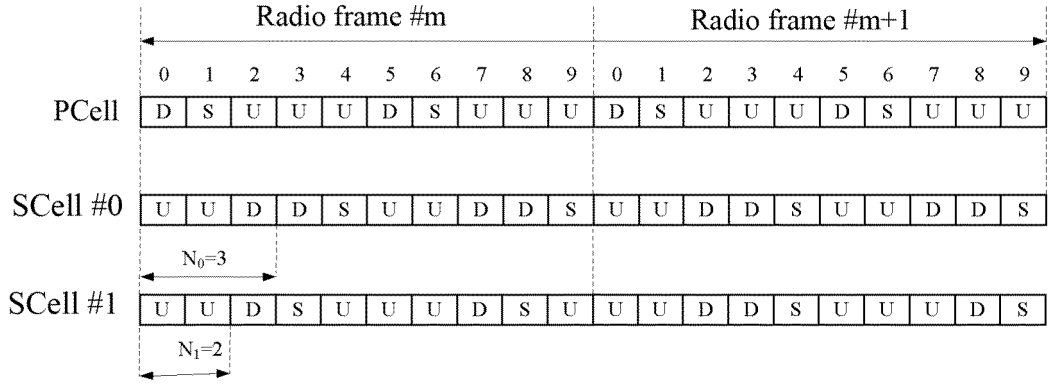 Radio frame #m Radio frame #m+1
0 1 2 3 4 5 6 7 8 9 0 1 2 3 4 5 6 7 8 9
PCell D S U U U D S U U U D S U U U D S U U U
SCell #0 U U D D S U U D D S U U D D S U U D D S
N₀=3
SCell #1 U U D S U U U D S U U U D D S U U U D S
N₁=2